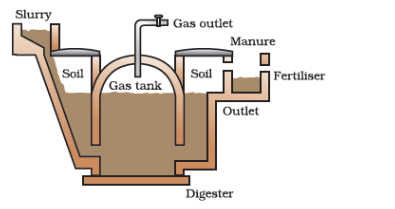 Slurry
Gas outlet
Manure
Soil
Soil
Fertiliser
Gas tank
Outlet
Digester